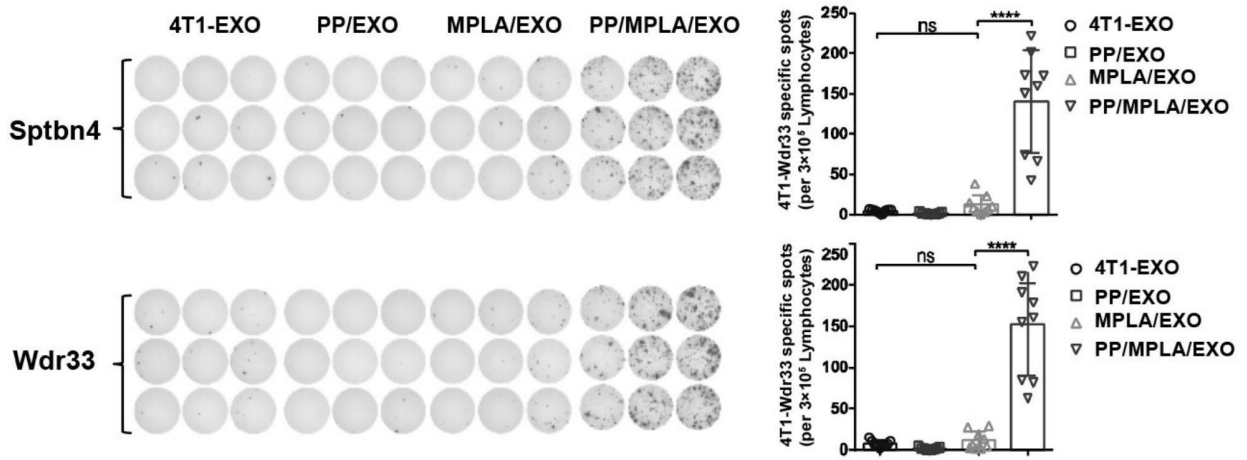 4T1-EXO PP/EXO MPLA/EXO PP/MPLA/EXO
Sptbn4
4T1-Wdr33 specific spots
(per 3×10⁵ Lymphocytes)
250
200
150
100
50
0
ns
****
4T1-EXO
PP/EXO
MPLA/EXO
PP/MPLA/EXO
Wdr33
4T1-Wdr33 specific spots
(per 3×10⁵ Lymphocytes)
250
200
150
100
50
0
ns
****
4T1-EXO
PP/EXO
MPLA/EXO
PP/MPLA/EXO